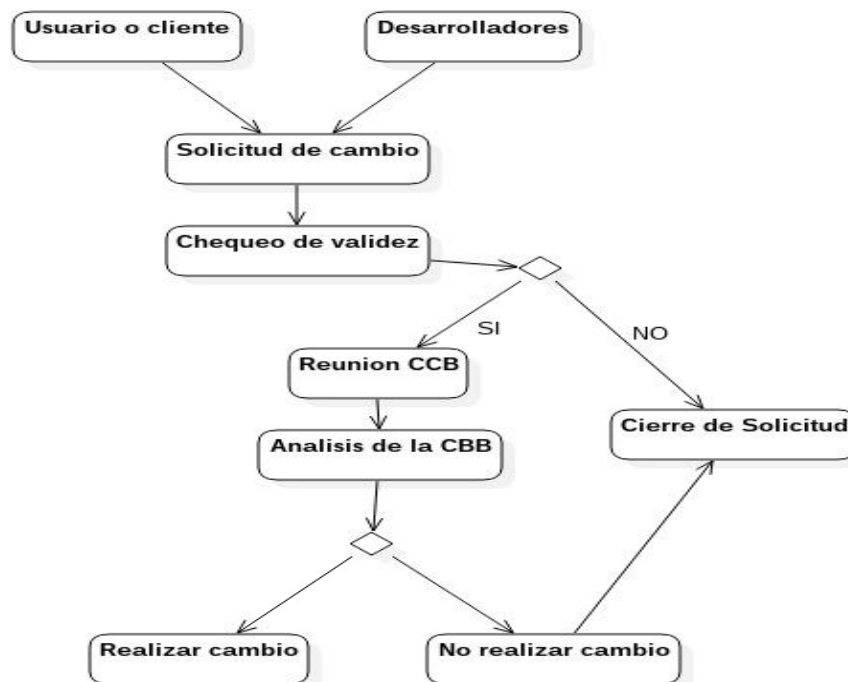 Usuario o cliente
Desarrolladores
Solicitud de cambio
Chequeo de validez
SI
NO
Reunion CCB
Cierre de Solicitud
Analisis de la CBB
Realizar cambio
No realizar cambio